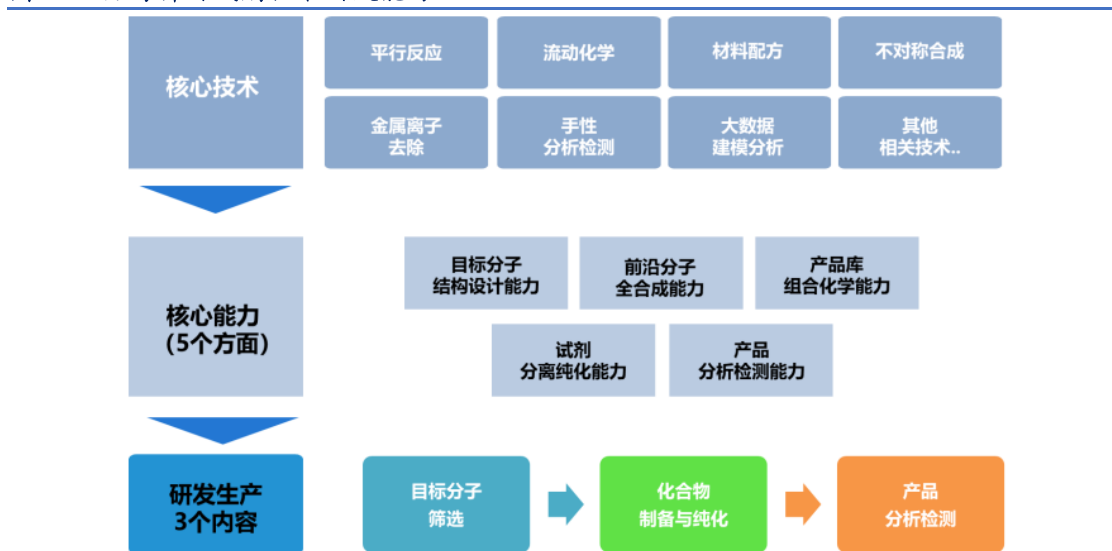 核心技术
平行反应
流动化学
材料配方
不对称合成
金属离子
去除
手性
分析检测
大数据
建模分析
其他
相关技术..
核心能力
(5个方面)
目标分子
结构设计能力
前沿分子
全合成能力
产品库
组合化学能力
试剂
分离纯化能力
产品
分析检测能力
研发生产
3个内容
目标分子
筛选
化合物
制备与纯化
产品
分析检测